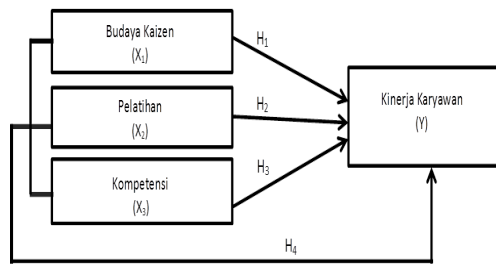 Budaya Kaizen
(X₁)
H₁
Pelatihan
(X₂)
H₂
Kinerja Karyawan
(Y)
Kompetensi
(X₃)
H₃
H₄